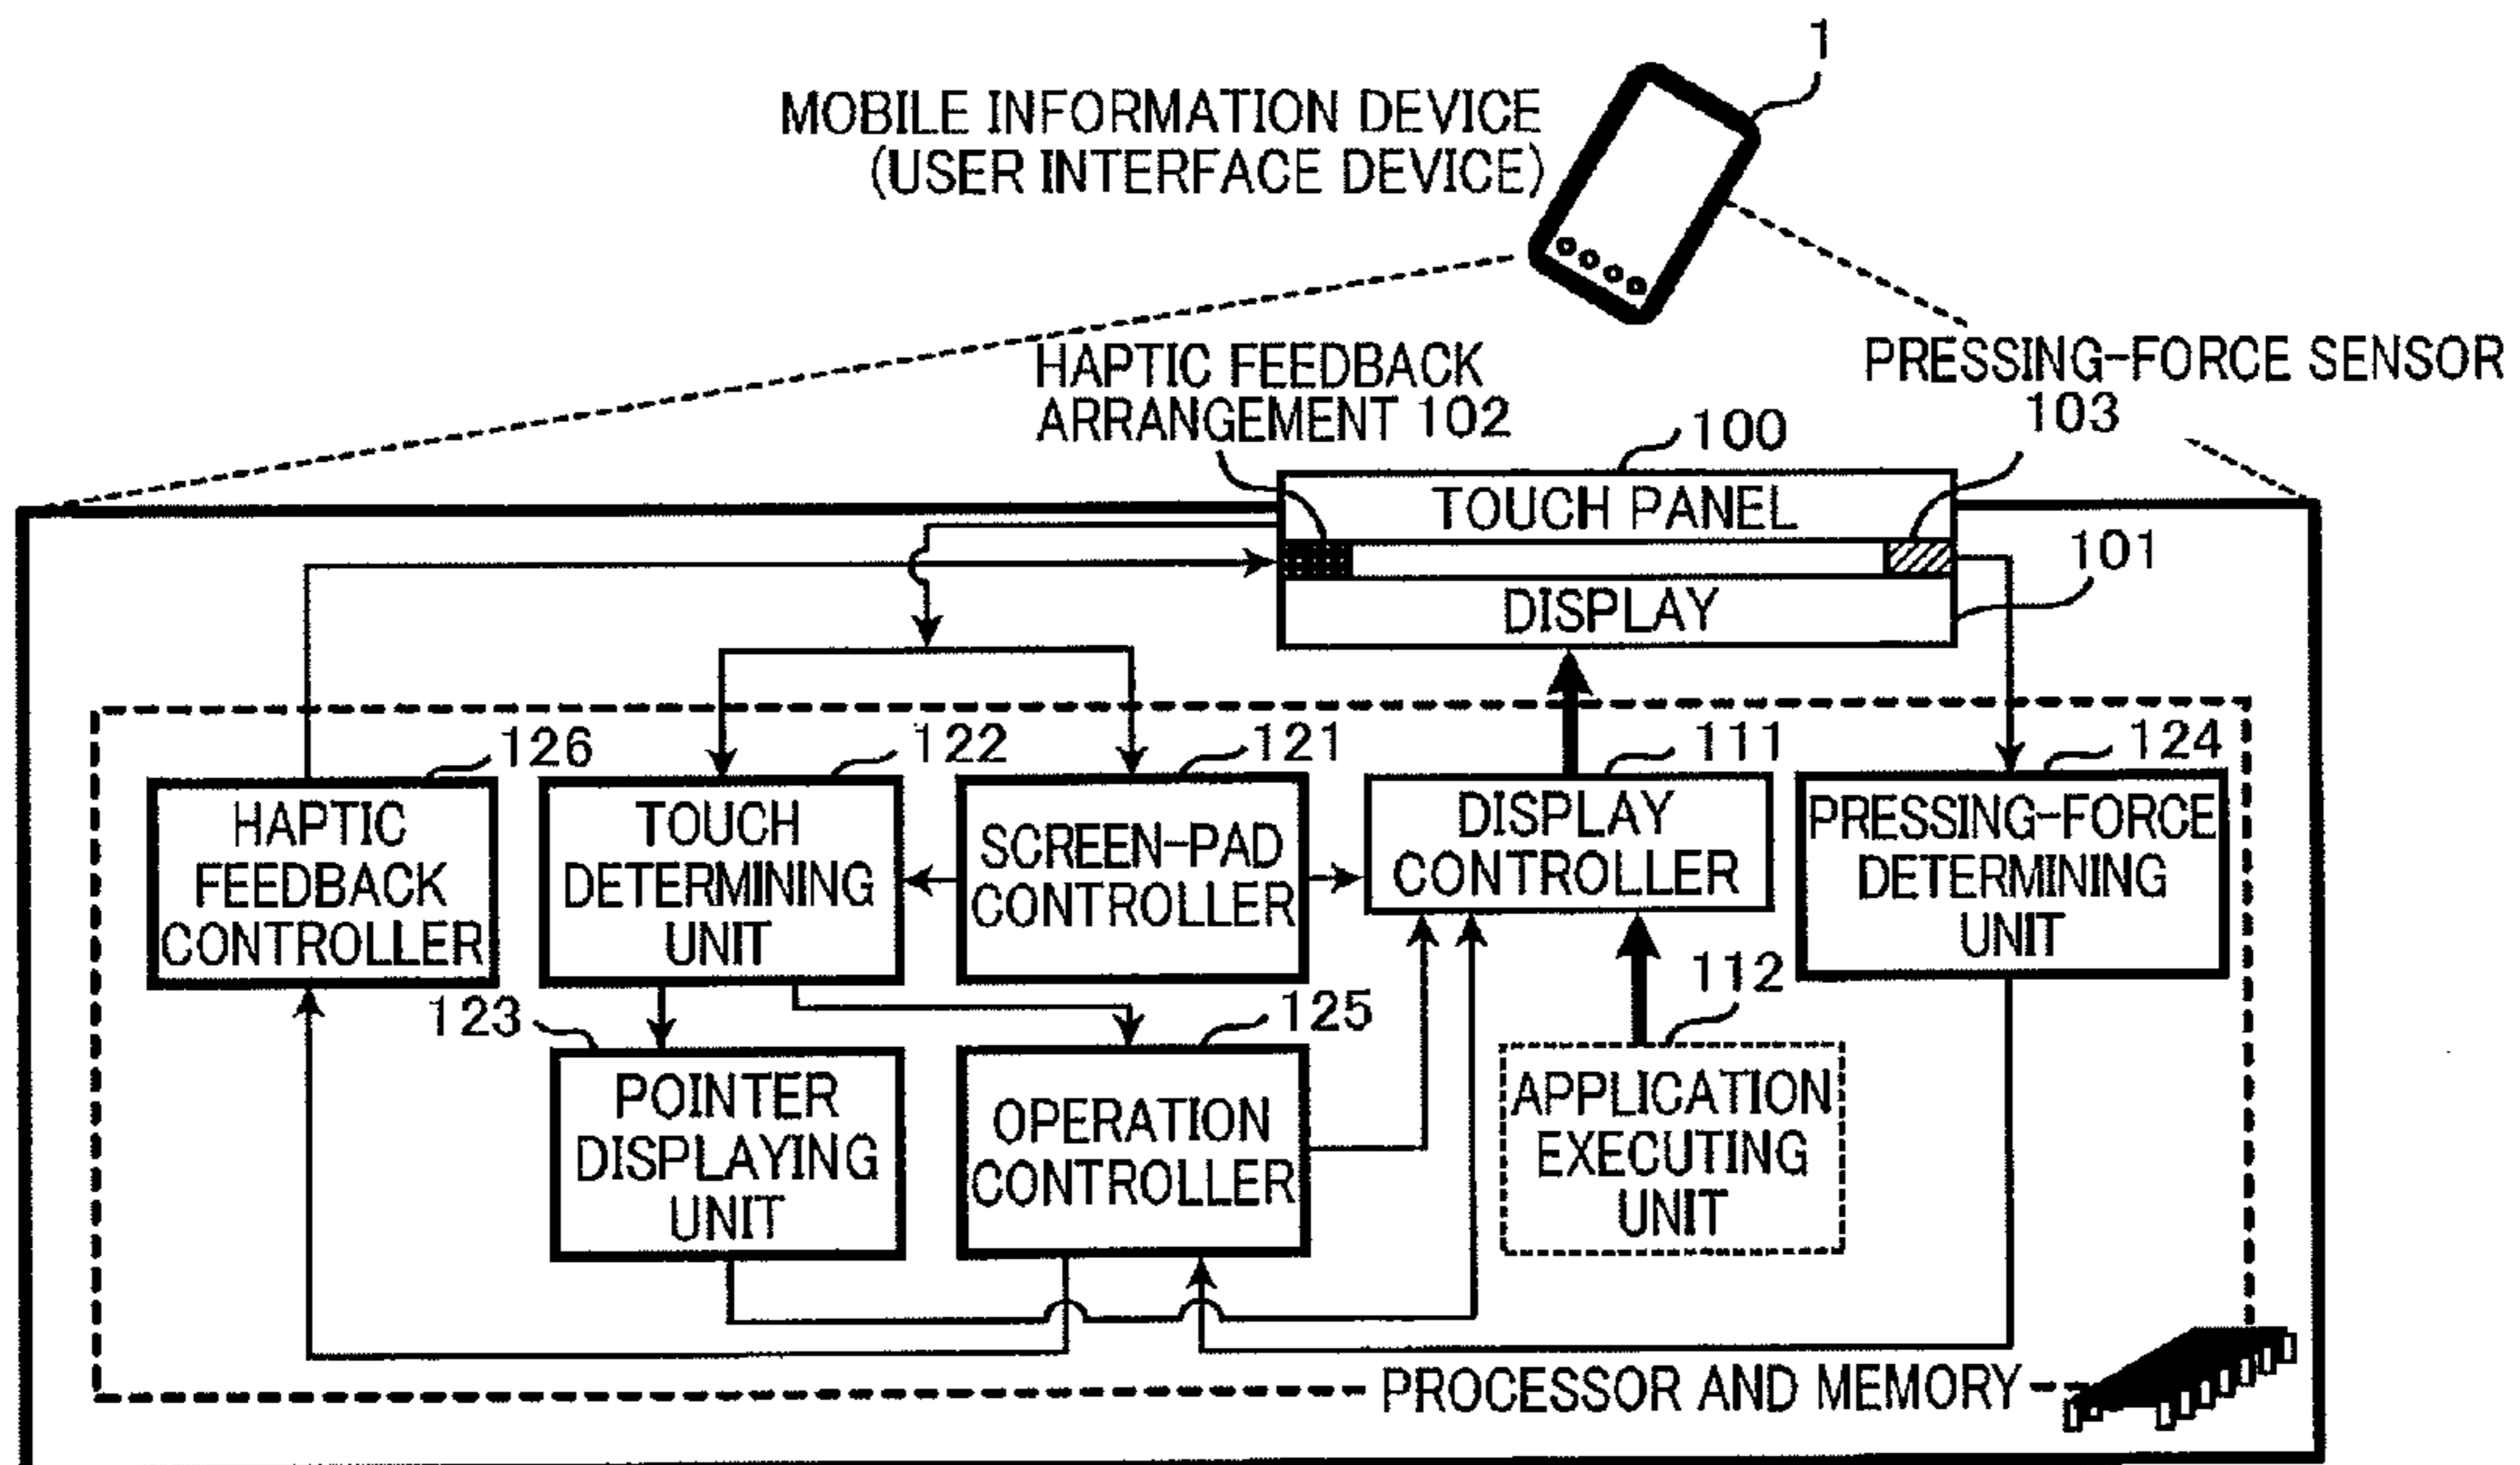 1
MOBILE INFORMATION DEVICE
(USER INTERFACE DEVICE)
HAPTIC FEEDBACK
ARRANGEMENT 102
PRESSING-FORCE SENSOR
103
100
TOUCH PANEL
101
DISPLAY
126
122
121
111
124
HAPTIC
FEEDBACK
CONTROLLER
TOUCH
DETERMINING
UNIT
SCREEN-PAD
CONTROLLER
DISPLAY
CONTROLLER
PRESSING-FORCE
DETERMINING
UNIT
123
125
112
POINTER
DISPLAYING
UNIT
OPERATION
CONTROLLER
APPLICATION
EXECUTING
UNIT
PROCESSOR AND MEMORY